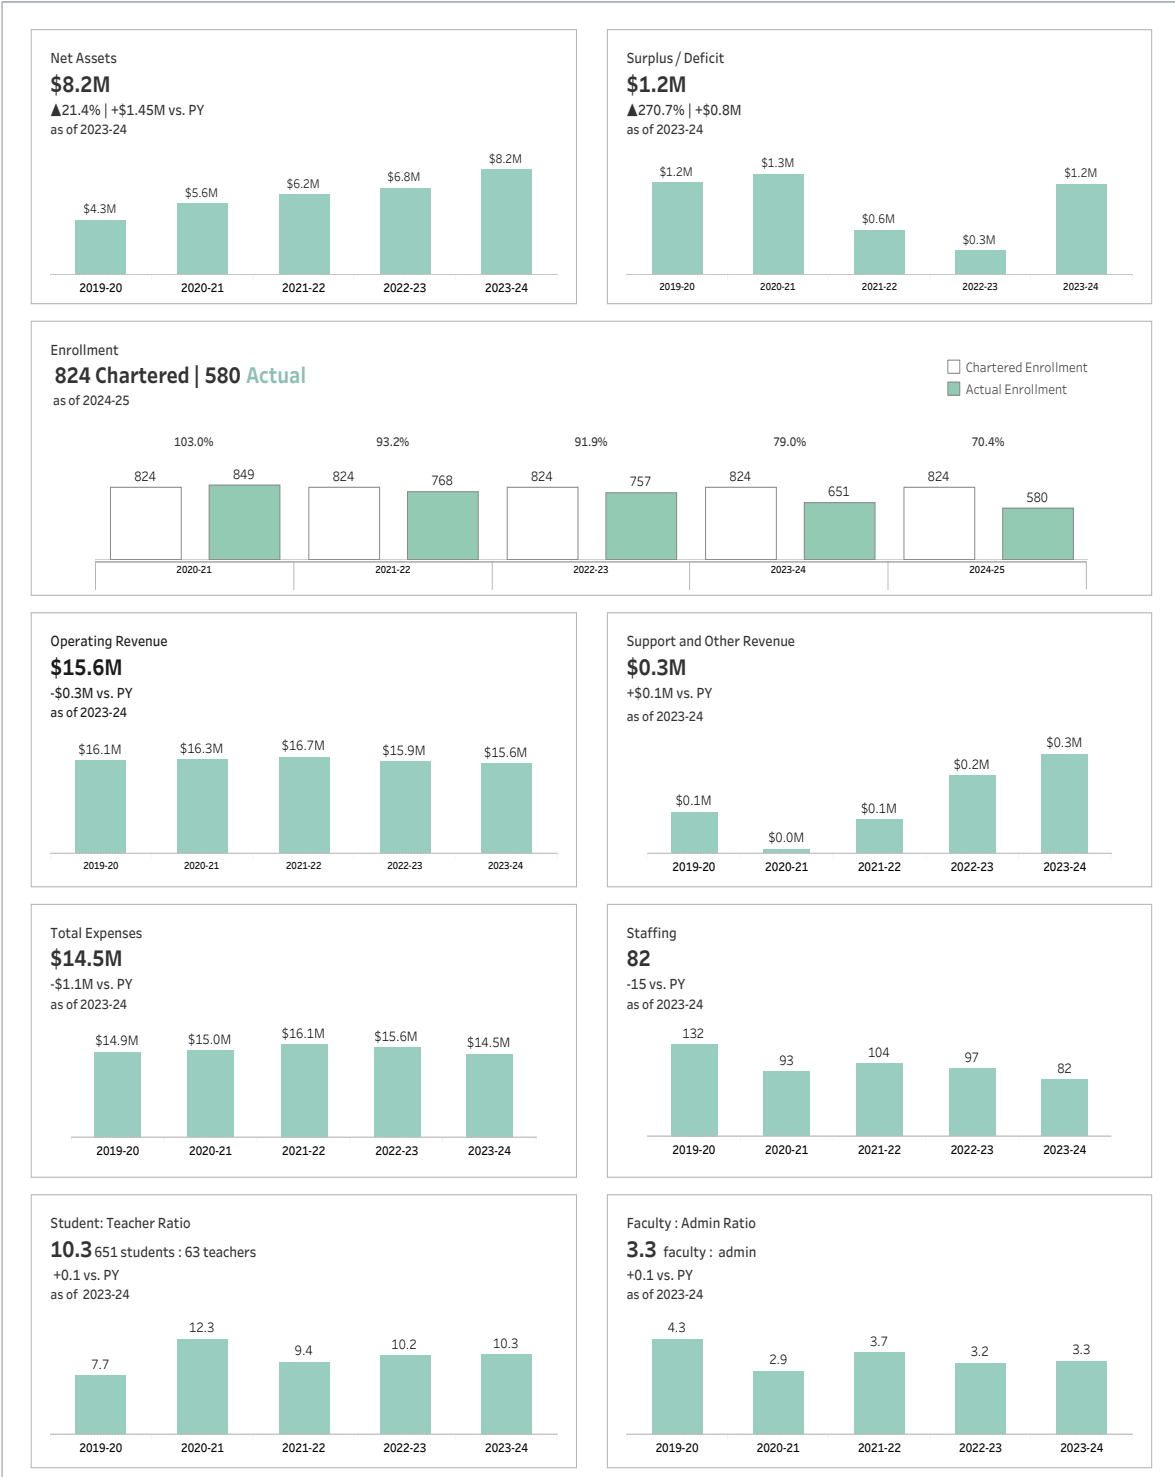 Net Assets
$8.2M
▲21.4% | +$1.45M vs. PY
as of 2023-24
$4.3M $5.6M $6.2M $6.8M $8.2M
2019-20 2020-21 2021-22 2022-23 2023-24
Surplus / Deficit
$1.2M
▲270.7% | +$0.8M
as of 2023-24
$1.2M $1.3M $0.6M $0.3M $1.2M
2019-20 2020-21 2021-22 2022-23 2023-24
Enrollment
824 Chartered | 580 Actual
as of 2024-25
Chartered Enrollment
Actual Enrollment
103.0% 93.2% 91.9% 79.0% 70.4%
824 849 824 768 824 757 824 651 824 580
2020-21 2021-22 2022-23 2023-24 2024-25
Operating Revenue
$15.6M
-$0.3M vs. PY
as of 2023-24
$16.1M $16.3M $16.7M $15.9M $15.6M
2019-20 2020-21 2021-22 2022-23 2023-24
Support and Other Revenue
$0.3M
+$0.1M vs. PY
as of 2023-24
$0.1M $0.0M $0.1M $0.2M $0.3M
2019-20 2020-21 2021-22 2022-23 2023-24
Total Expenses
$14.5M
-$1.1M vs. PY
as of 2023-24
$14.9M $15.0M $16.1M $15.6M $14.5M
2019-20 2020-21 2021-22 2022-23 2023-24
Staffing
82
-15 vs. PY
as of 2023-24
132 93 104 97 82
2019-20 2020-21 2021-22 2022-23 2023-24
Student: Teacher Ratio
10.3 651 students : 63 teachers
+0.1 vs. PY
as of 2023-24
7.7 12.3 9.4 10.2 10.3
2019-20 2020-21 2021-22 2022-23 2023-24
Faculty : Admin Ratio
3.3 faculty : admin
+0.1 vs. PY
as of 2023-24
4.3 2.9 3.7 3.2 3.3
2019-20 2020-21 2021-22 2022-23 2023-24